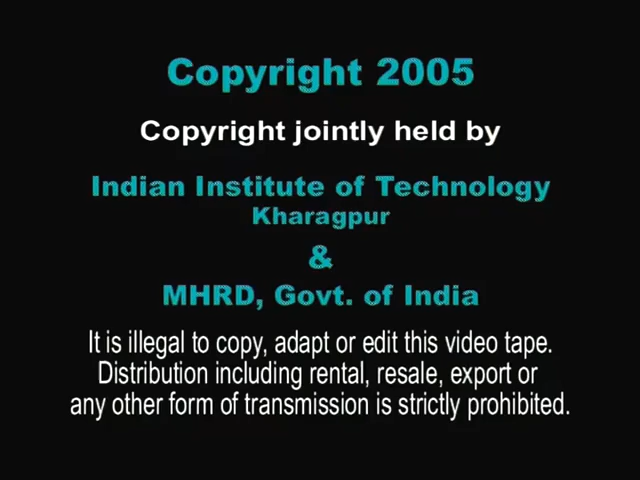 Copyright 2005
Copyright jointly held by
Indian Institute of Technology
Kharagpur
&
MHRD, Govt. of India
It is illegal to copy, adapt or edit this video tape.
Distribution including rental, resale, export or
any other form of transmission is strictly prohibited.